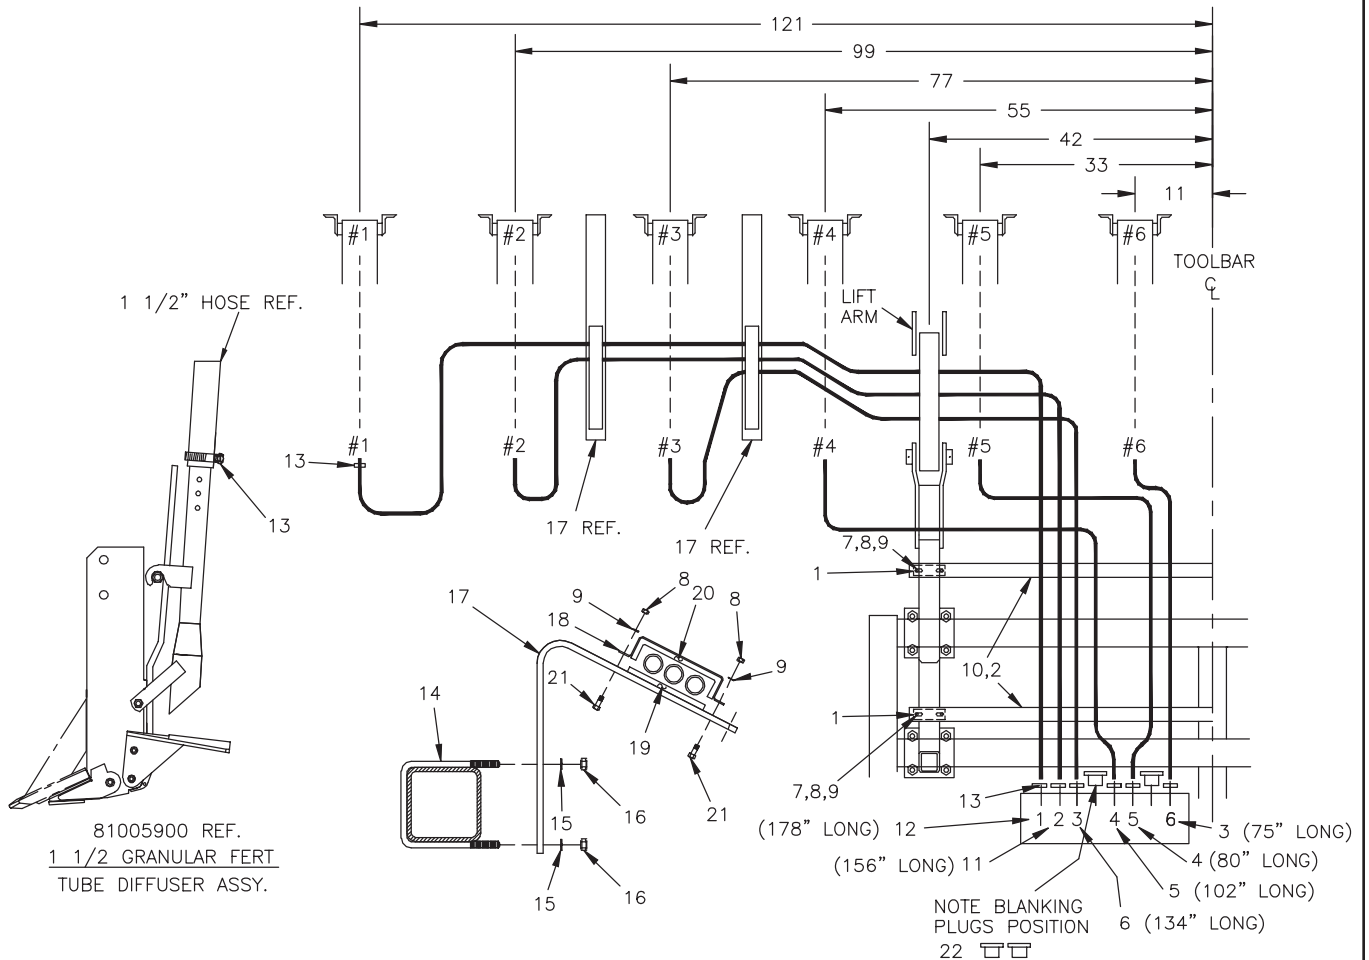 121
99
77
55
42
33
11
#1
#2
#3
#4
#5
#6
TOOLBAR
C
L
LIFT
ARM
1 1/2” HOSE REF.
#1
#2
#3
#4
#5
#6
13
13
17 REF.
17 REF.
7,8,9
1
8
20
9
8
17
18
9
10,2
21
14
1
19
7,8,9
13
15
16
21
(178” LONG) 12
1 2 3 4 5 6
3 (75” LONG)
81005900 REF.
1 1/2 GRANULAR FERT
TUBE DIFFUSER ASSY.
(156” LONG) 11
4 (80” LONG)
5 (102” LONG)
15
16
NOTE BLANKING
PLUGS POSITION
22
6 (134” LONG)